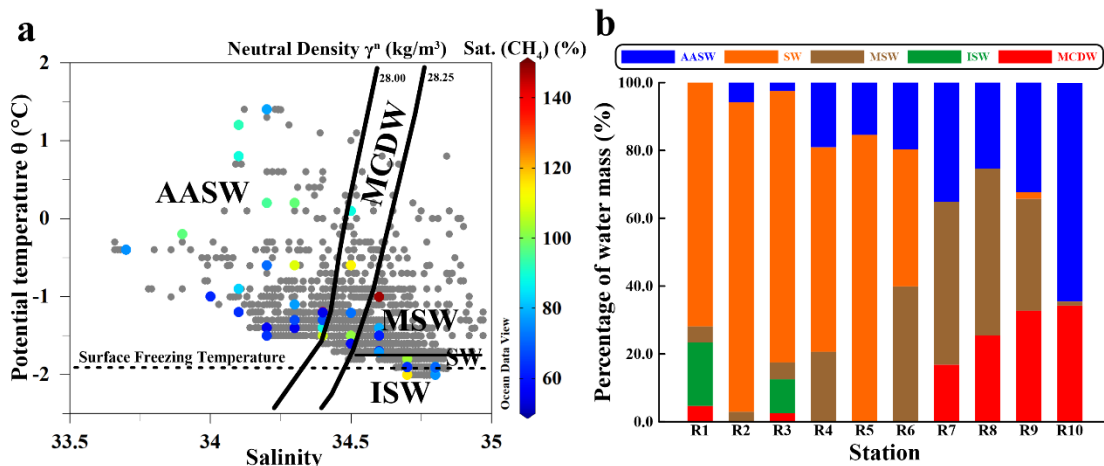 a
Neutral Density γⁿ (kg/m³)
Sat. (CH₄) (%)
2
1
0
-1
-2
Potential temperature θ (°C)
28.00
28.25
AASW
MCDW
MSW
SW
ISW
Surface Freezing Temperature
Ocean Data View
140
120
100
80
60
33.5
34
34.5
35
Salinity
b
AASW SW MSW ISW MCDW
100.0
80.0
60.0
40.0
20.0
0.0
Percentage of water mass (%)
R1 R2 R3 R4 R5 R6 R7 R8 R9 R10
Station